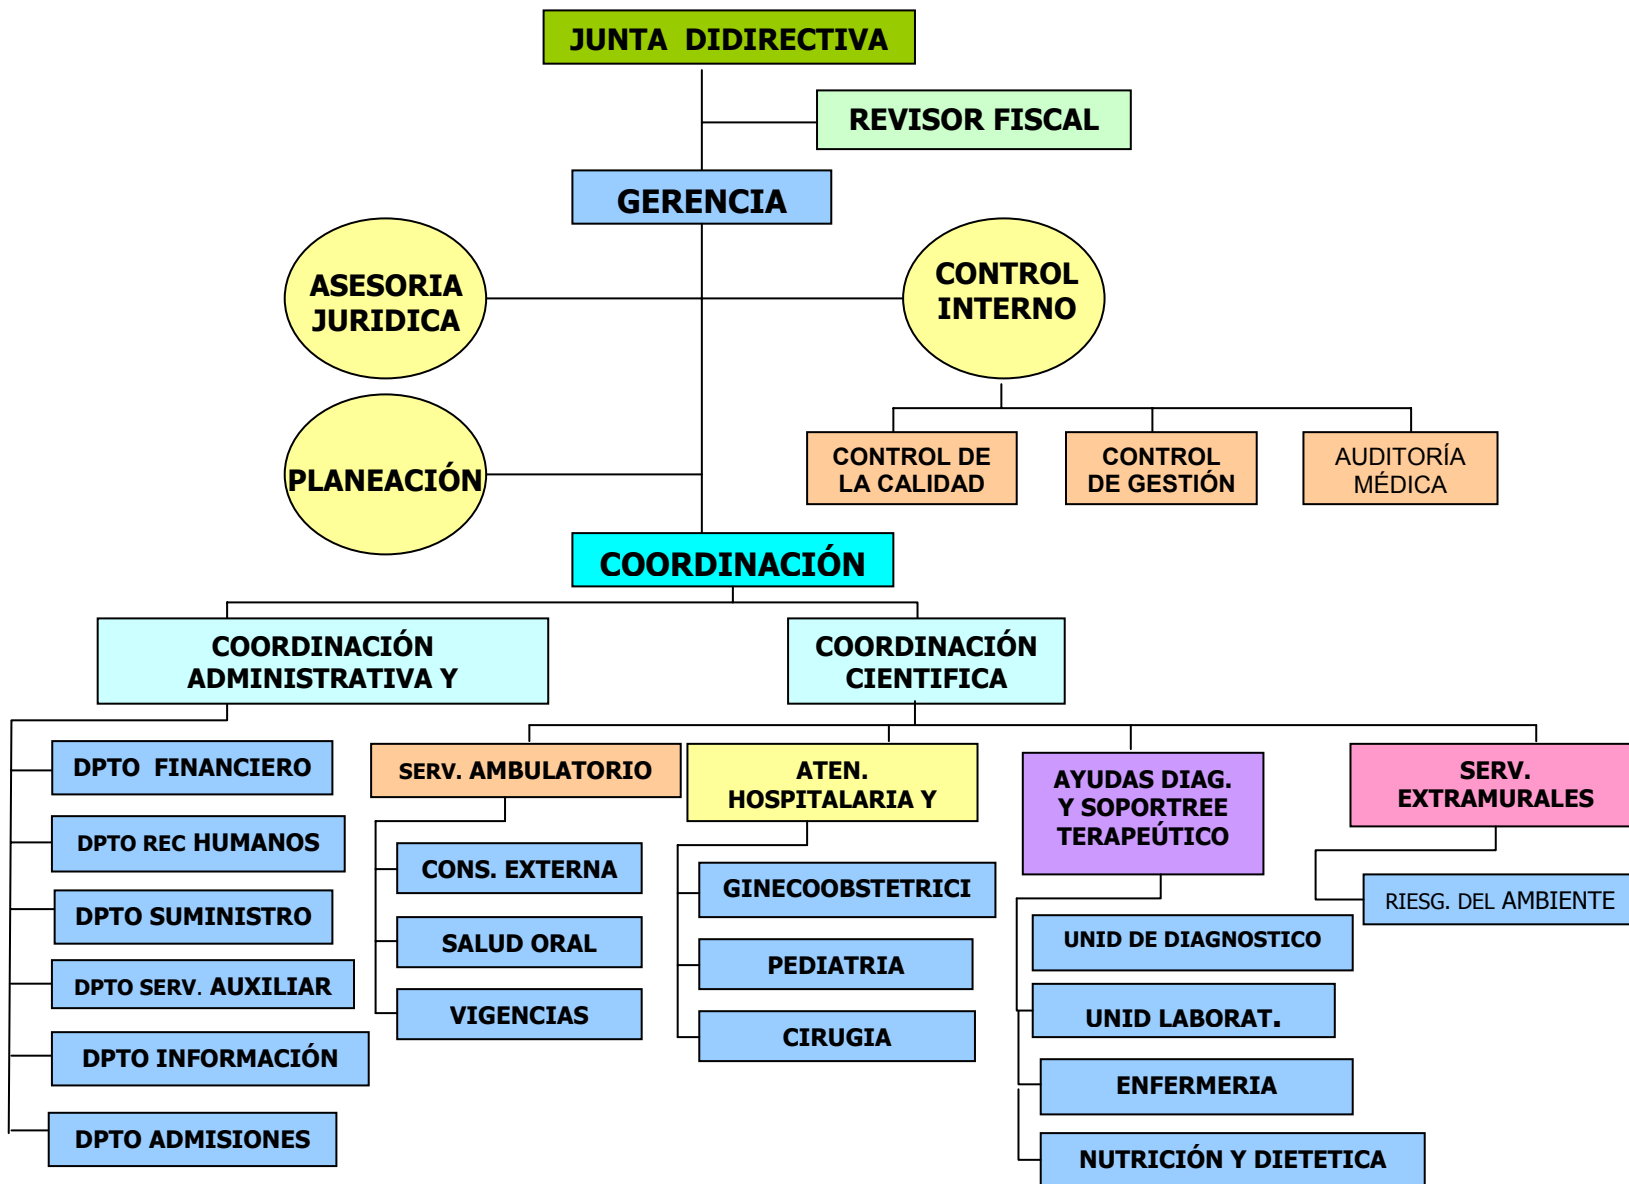 JUNTA DIDIRECTIVA
REVISOR FISCAL
GERENCIA
ASESORIA
JURIDICA
CONTROL
INTERNO
PLANEACIÓN
CONTROL DE
LA CALIDAD
CONTROL
DE GESTIÓN
AUDITORÍA
MÉDICA
COORDINACIÓN
COORDINACIÓN
ADMINISTRATIVA Y
COORDINACIÓN
CIENTIFICA
DPTO FINANCIERO
DPTO REC HUMANOS
DPTO SUMINISTRO
DPTO SERV. AUXILIAR
DPTO INFORMACIÓN
DPTO ADMISIONES
SERV. AMBULATORIO
CONS. EXTERNA
SALUD ORAL
VIGENCIAS
ATEN.
HOSPITALARIA Y
GINECOOBSTETRICI
PEDIATRIA
CIRUGIA
AYUDAS DIAG.
Y SOPORTREE
TERAPEÚTICO
UNID DE DIAGNOSTICO
UNID LABORAT.
ENFERMERIA
NUTRICIÓN Y DIETETICA
SERV.
EXTRAMURALES
RIESG. DEL AMBIENTE